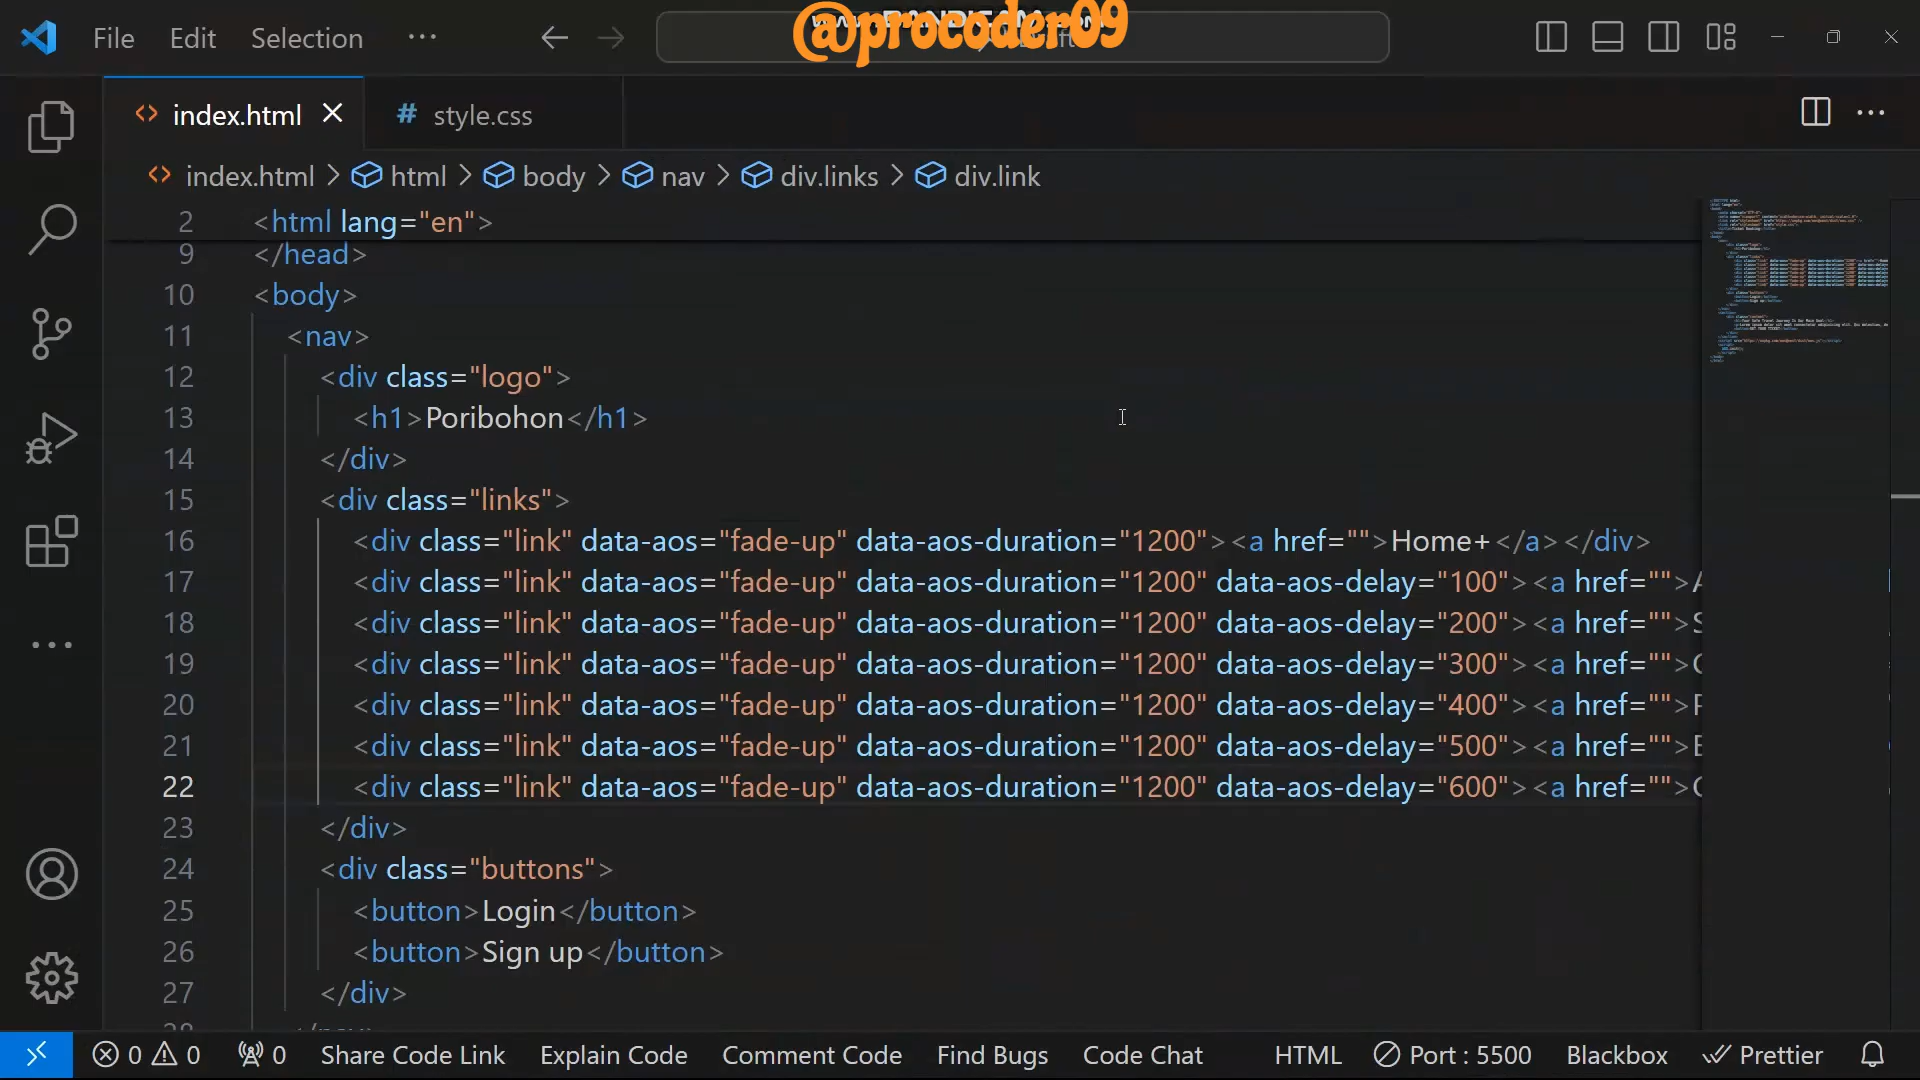 File Edit Selection ···
@procoder09
index.html style.css
index.html > html > body > nav > div.links > div.link
2 <html lang="en">
9 </head>
10 <body>
11 <nav>
12 <div class="logo">
13 <h1>Poribohon</h1>
14 </div>
15 <div class="links">
16 <div class="link" data-aos="fade-up" data-aos-duration="1200"><a href="">Home+</a></div>
17 <div class="link" data-aos="fade-up" data-aos-duration="1200" data-aos-delay="100"><a href="">A
18 <div class="link" data-aos="fade-up" data-aos-duration="1200" data-aos-delay="200"><a href="">S
19 <div class="link" data-aos="fade-up" data-aos-duration="1200" data-aos-delay="300"><a href="">
20 <div class="link" data-aos="fade-up" data-aos-duration="1200" data-aos-delay="400"><a href="">
21 <div class="link" data-aos="fade-up" data-aos-duration="1200" data-aos-delay="500"><a href="">
22 <div class="link" data-aos="fade-up" data-aos-duration="1200" data-aos-delay="600"><a href="">
23 </div>
24 <div class="buttons">
25 <button>Login</button>
26 <button>Sign up</button>
27 </div>
28 </nav>
0 0 0 Share Code Link Explain Code Comment Code Find Bugs Code Chat HTML Port : 5500 Blackbox Prettier